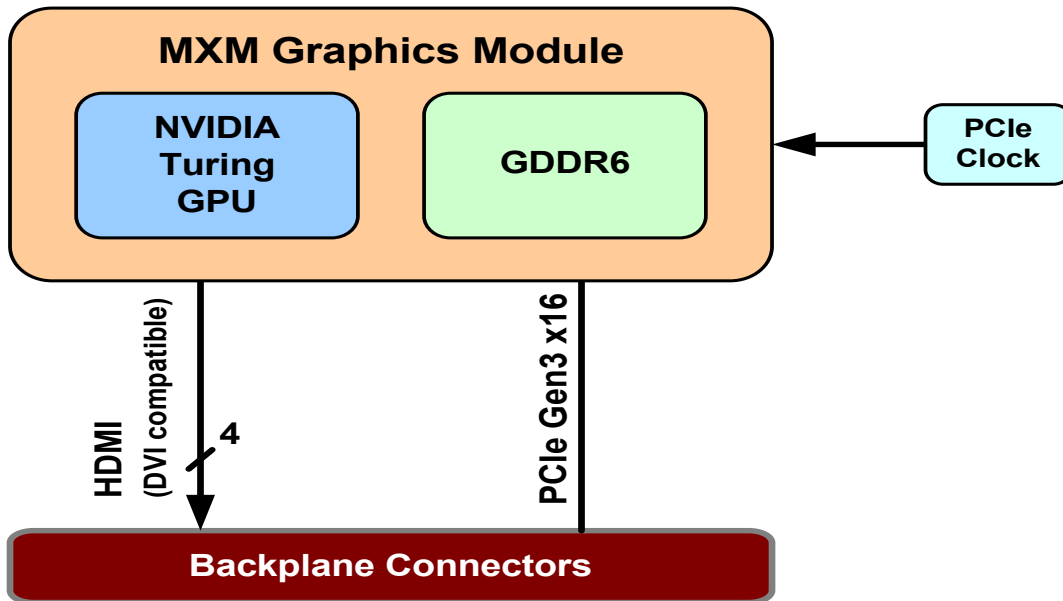 MXM Graphics Module
NVIDIA
Turing
GPU
GDDR6
PCIe
Clock
HDMI
(DVI compatible)
4
PCIe Gen3 x16
Backplane Connectors